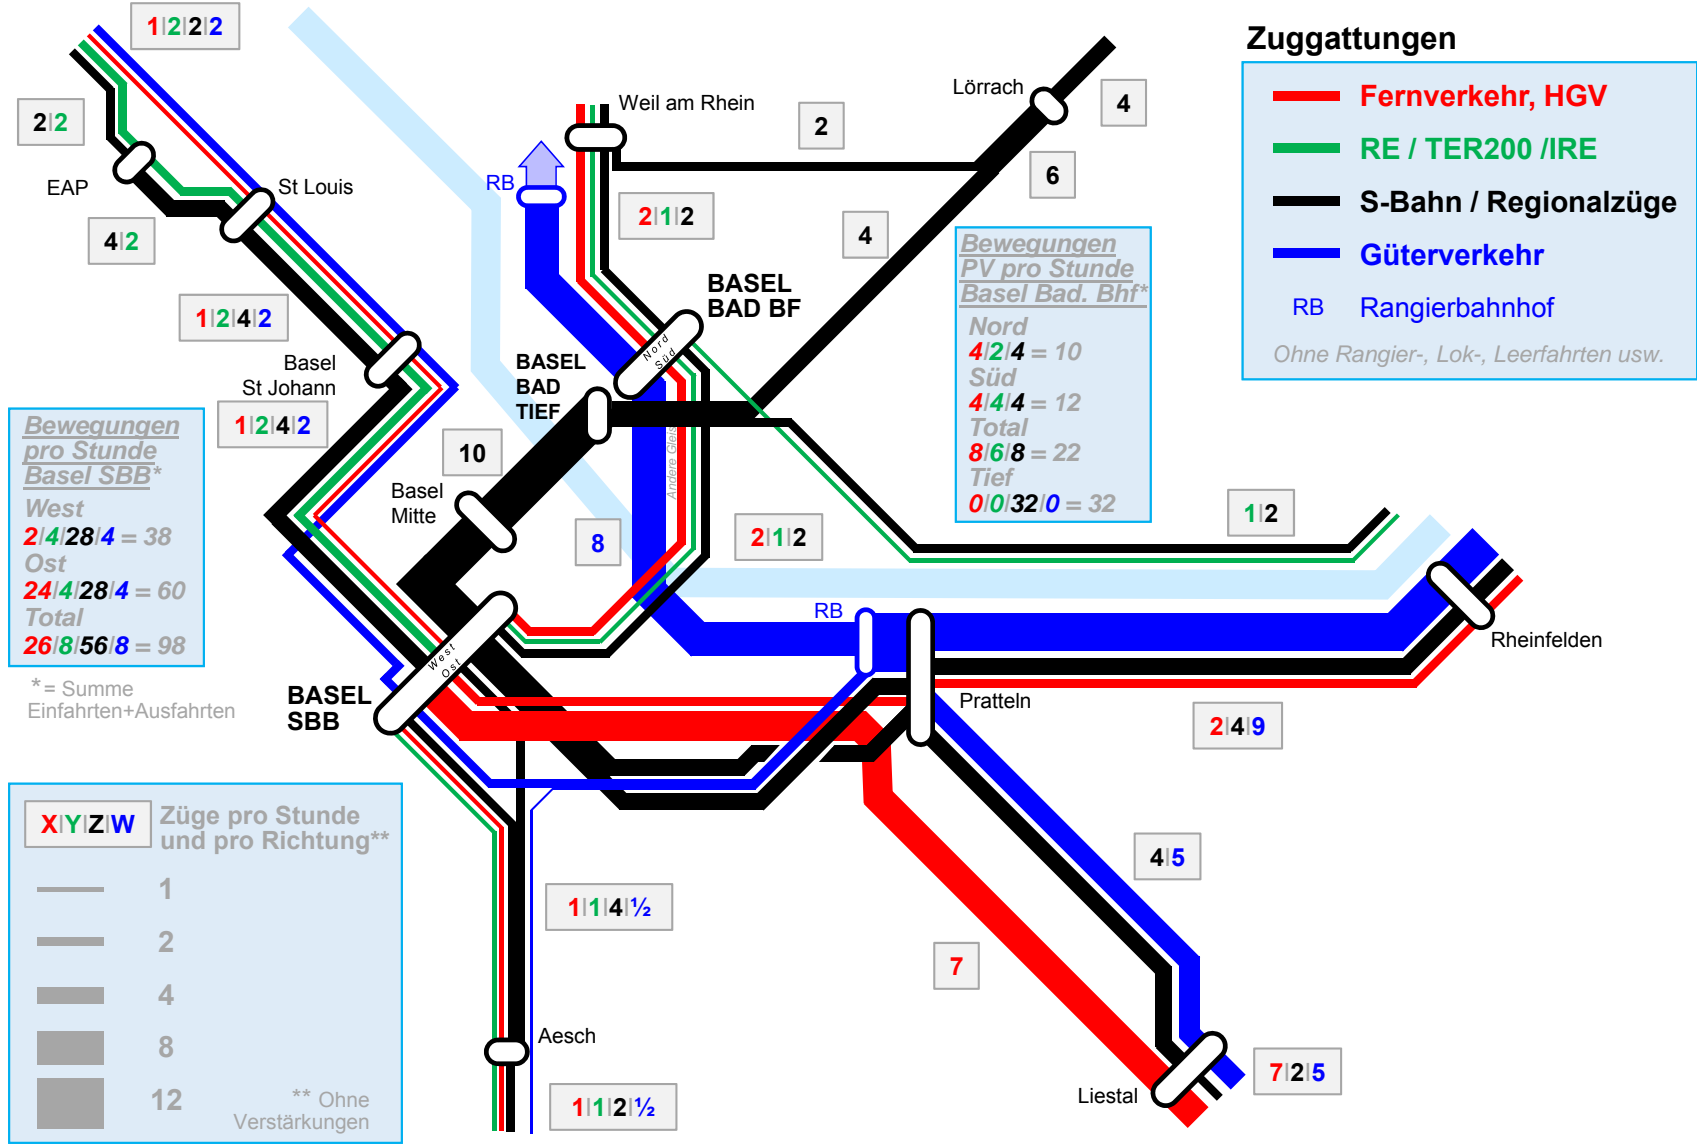 1|2|2|2
Zuggattungen
Fernverkehr, HGV
RE / TER200 /IRE
S-Bahn / Regionalzüge
Güterverkehr
RB Rangierbahnhof
Ohne Rangier-, Lok-, Leerfahrten usw.
Weil am Rhein
Lörrach
4
2|2
2
EAP
St Louis
RB
6
4|2
2|1|2
4
Bewegungen
PV pro Stunde
Basel Bad. Bhf*
Nord
4/2/4 = 10
Süd
4/4/4 = 12
Total
8/6/8 = 22
Tief
0/0/32/0 = 32
BASEL
BAD BF
Nord
Süd
1|2|4|2
Basel
St Johann
BASEL
BAD
TIEF
1|2|4|2
Andere Gleis
Bewegungen
pro Stunde
Basel SBB*
West
2/4/28/4 = 38
Ost
24/4/28/4 = 60
Total
26/8/56/8 = 98
*= Summe
Einfahrten+Ausfahrten
10
Basel
Mitte
8
2|1|2
1|2
RB
Rheinfelden
West
Ost
BASEL
SBB
Pratteln
2|4|9
X|Y|Z|W
Züge pro Stunde
und pro Richtung**
1
2
4
8
12
** Ohne
Verstärkungen
4|5
1|1|4|½
7
Aesch
1|1|2|½
Liestal
7|2|5